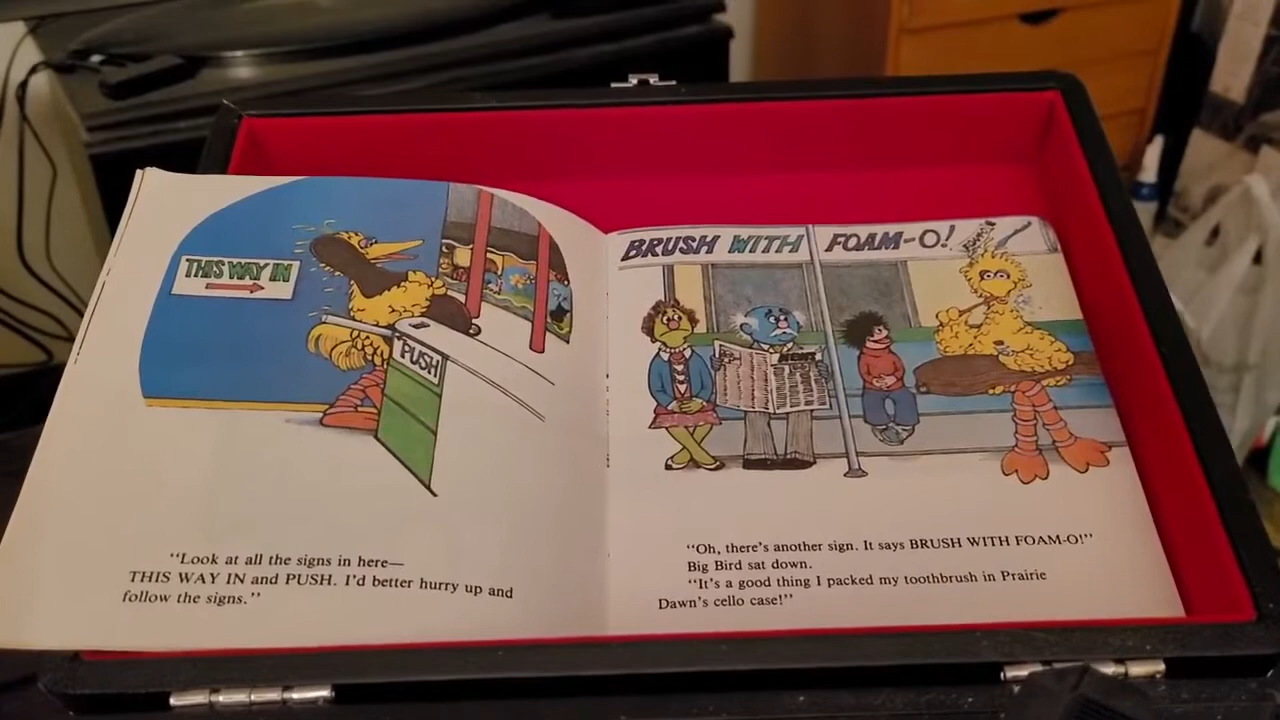 THIS WAY IN
PUSH
"Look at all the signs in here—
THIS WAY IN and PUSH. I'd better hurry up and
follow the signs."
BRUSH WITH FOAM-O!
NEWS
"Oh, there's another sign. It says BRUSH WITH FOAM-O!"
Big Bird sat down.
"It's a good thing I packed my toothbrush in Prairie
Dawn's cello case!"